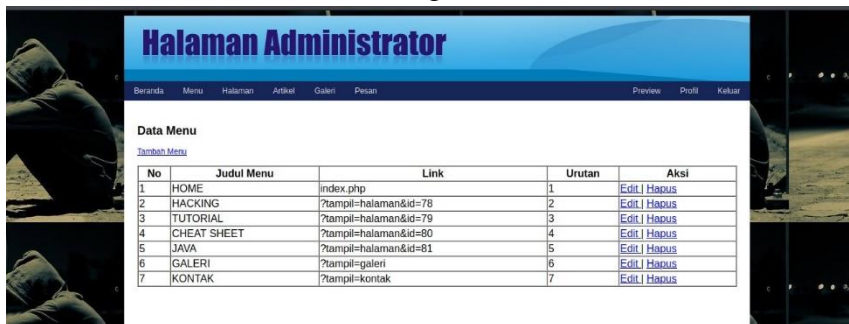 Halaman Administrator
Beranda Menu Halaman Artikel Galeri Pesan Preview Profil Keluar
Data Menu
Tambah Menu
No Judul Menu Link Urutan Aksi
1 HOME index.php 1 Edit | Hapus
2 HACKING ?tampil=halaman&id=78 2 Edit | Hapus
3 TUTORIAL ?tampil=halaman&id=79 3 Edit | Hapus
4 CHEAT SHEET ?tampil=halaman&id=80 4 Edit | Hapus
5 JAVA ?tampil=halaman&id=81 5 Edit | Hapus
6 GALERI ?tampil=galeri 6 Edit | Hapus
7 KONTAK ?tampil=kontak 7 Edit | Hapus